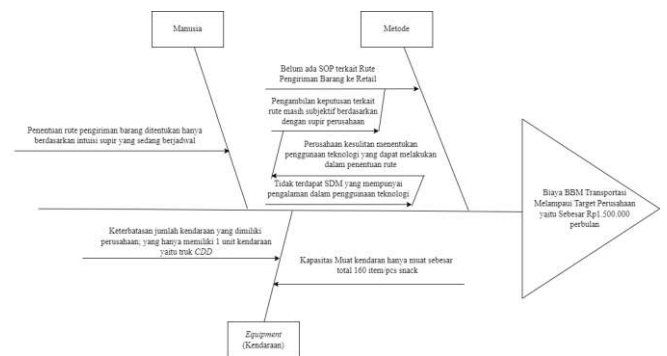 Manusia
Metode
Belum ada SOP terkait Rute
Pengiriman Barang ke Retail
Pengambilan keputusan terkait
rute masih subjektif berdasarkan
dengan supir perusahaan
Penentuan rute pengiriman barang ditentukan hanya
berdasarkan intuisi supir yang sedang berjadwal
Perusahaan kesulitan menentukan
penggunaan teknologi yang dapat melakukan
dalam penentuan rute
Tidak terdapat SDM yang mempunyai
pengalaman dalam penggunaan teknologi
Biaya BBM Transportasi
Melampaui Target Perusahaan
yaitu Sebesar Rp1.500.000
perbulan
Keterbatasan jumlah kendaraan yang dimiliki
perusahaan; yang hanya memiliki 1 unit kendaraan
yaitu truk CDD
Kapasitas Muat kendaran hanya muat sebesar
total 160 item/pcs snack
Equipment
(Kendaraan)